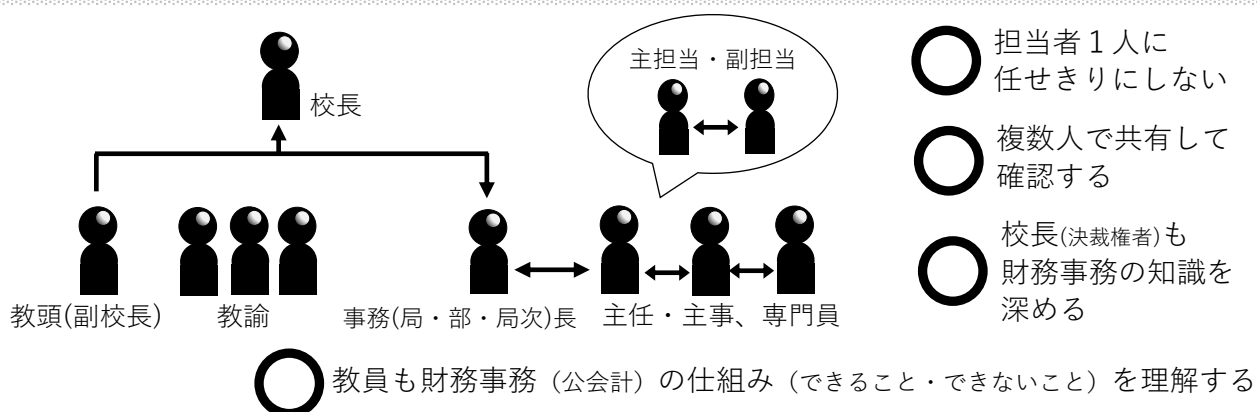 校長
主担当・副担当
教頭(副校長)
教諭
事務(局・部・局次)長
主任・主事、専門員
担当者１人に
任せきりにしない
複数人で共有して
確認する
校長(決裁権者)も
財務事務の知識を
深める
教員も財務事務（公会計）の仕組み（できること・できないこと）を理解する